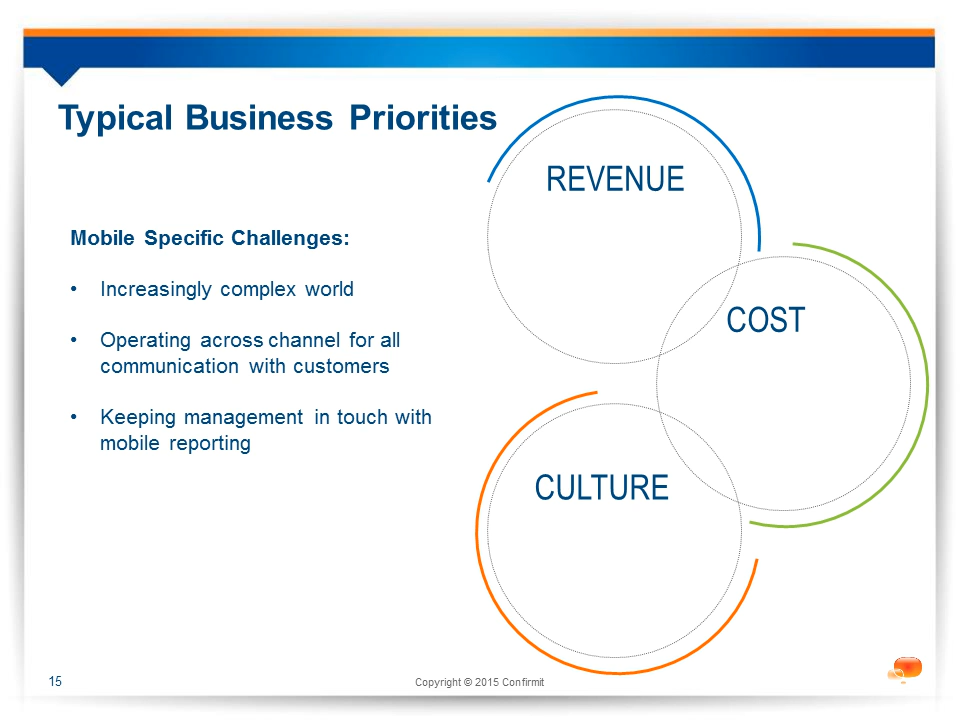 Typical Business Priorities
REVENUE
Mobile Specific Challenges:
• Increasingly complex world
COST
• Operating across channel for all
communication with customers
• Keeping management in touch with
mobile reporting
CULTURE
15
Copyright © 2015 Confirmit